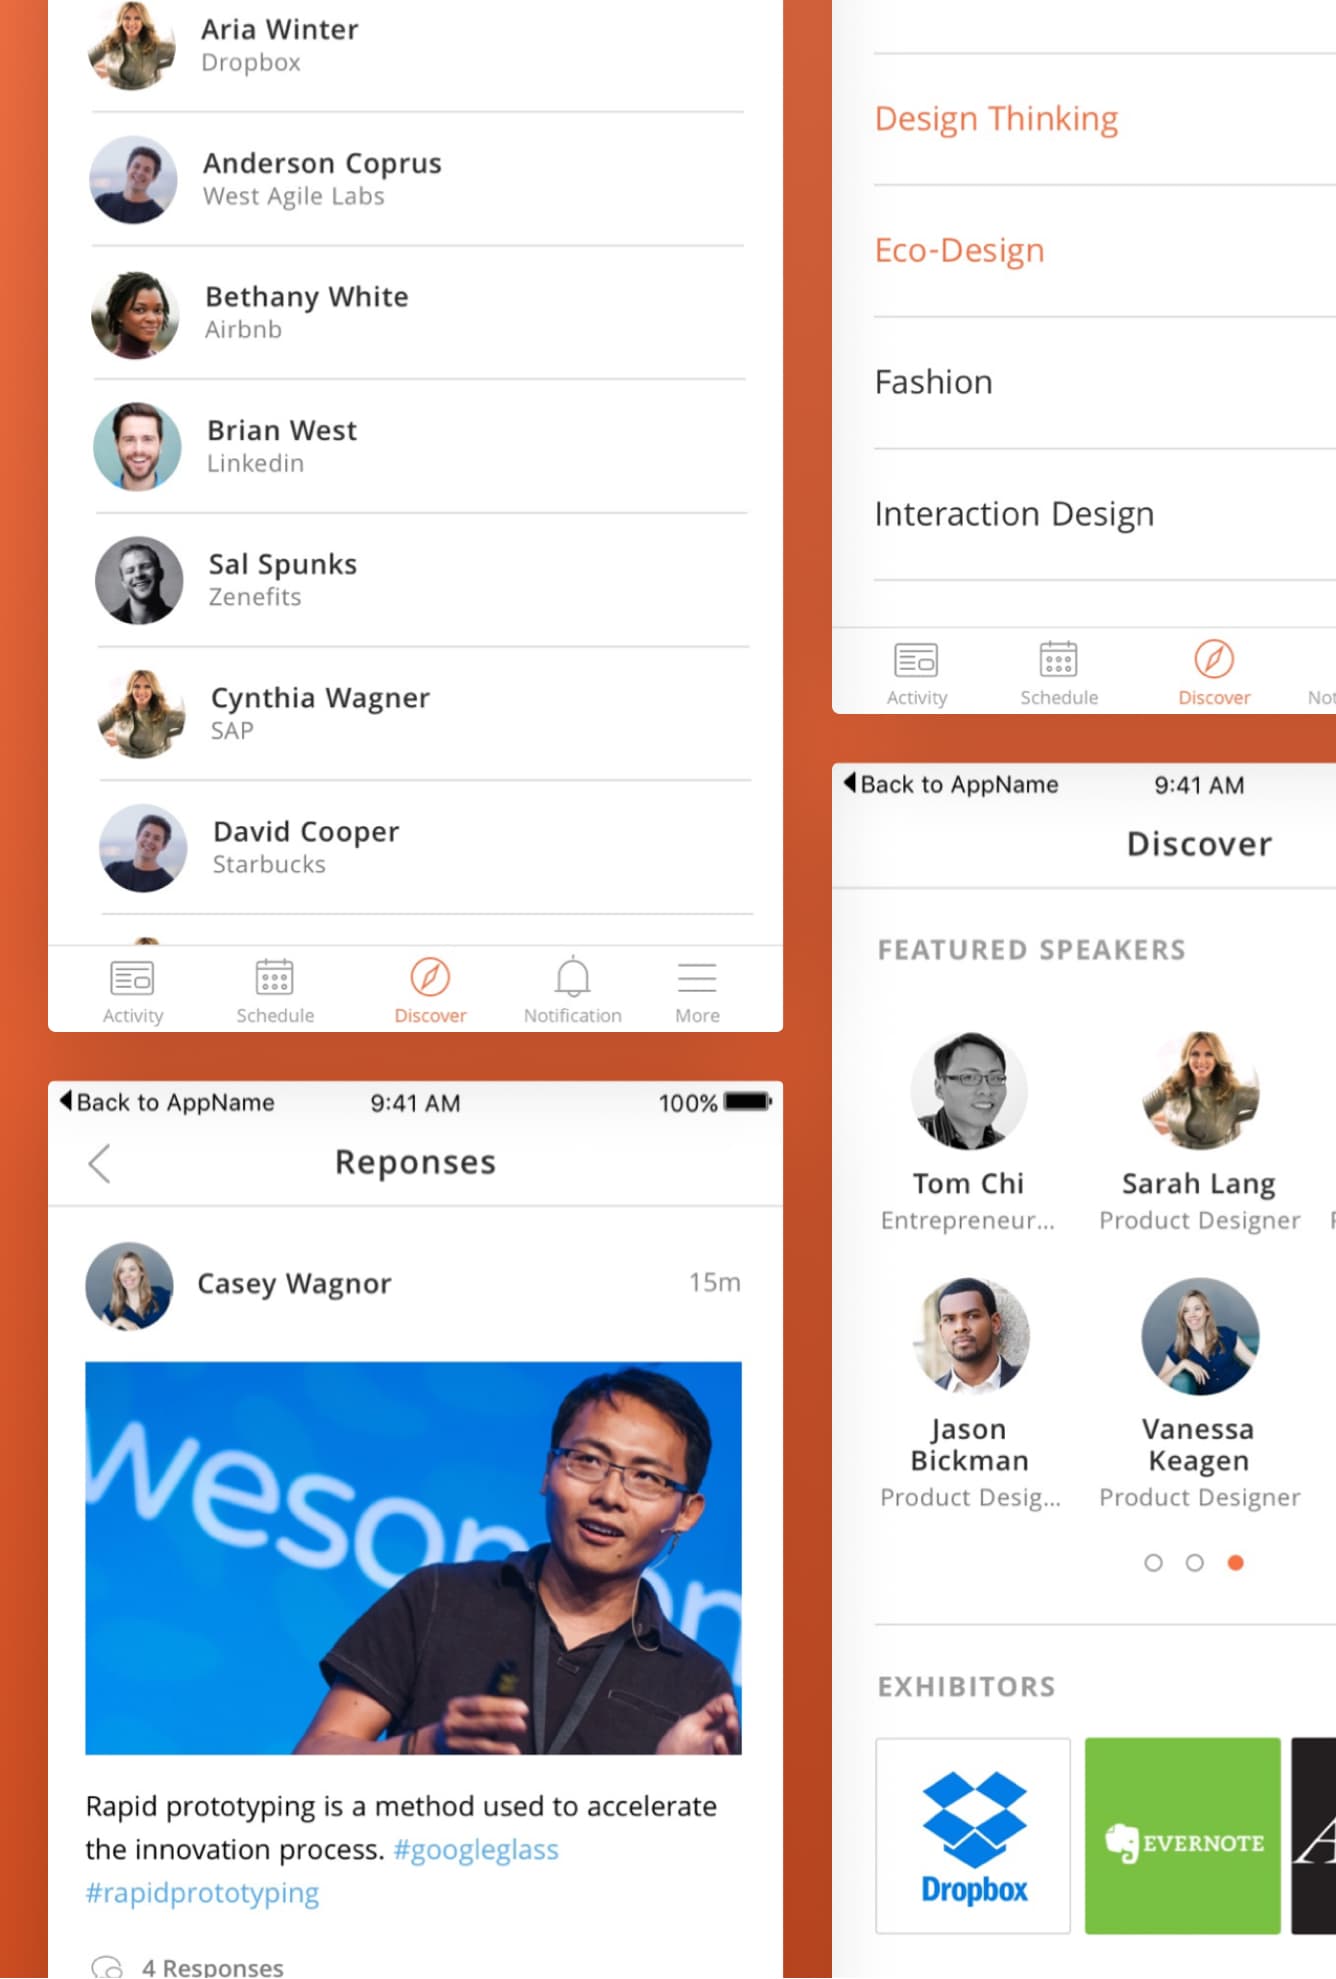 Aria Winter
Dropbox
Anderson Coprus
West Agile Labs
Bethany White
Airbnb
Brian West
Linkedin
Sal Spunks
Zenefits
Cynthia Wagner
SAP
David Cooper
Starbucks
Activity
Schedule
Discover
Notification
More
Back to AppName
9:41 AM
100%
Reponses
Casey Wagnor
15m
weson
Rapid prototyping is a method used to accelerate
the innovation process. #googleglass
#rapidprototyping
4 Responses
Design Thinking
Eco-Design
Fashion
Interaction Design
Activity
Schedule
Discover
Not
Back to AppName
9:41 AM
Discover
FEATURED SPEAKERS
Tom Chi
Entrepreneur...
Sarah Lang
Product Designer
Jason
Bickman
Product Desig...
Vanessa
Keagen
Product Designer
EXHIBITORS
Dropbox
EVERNOTE